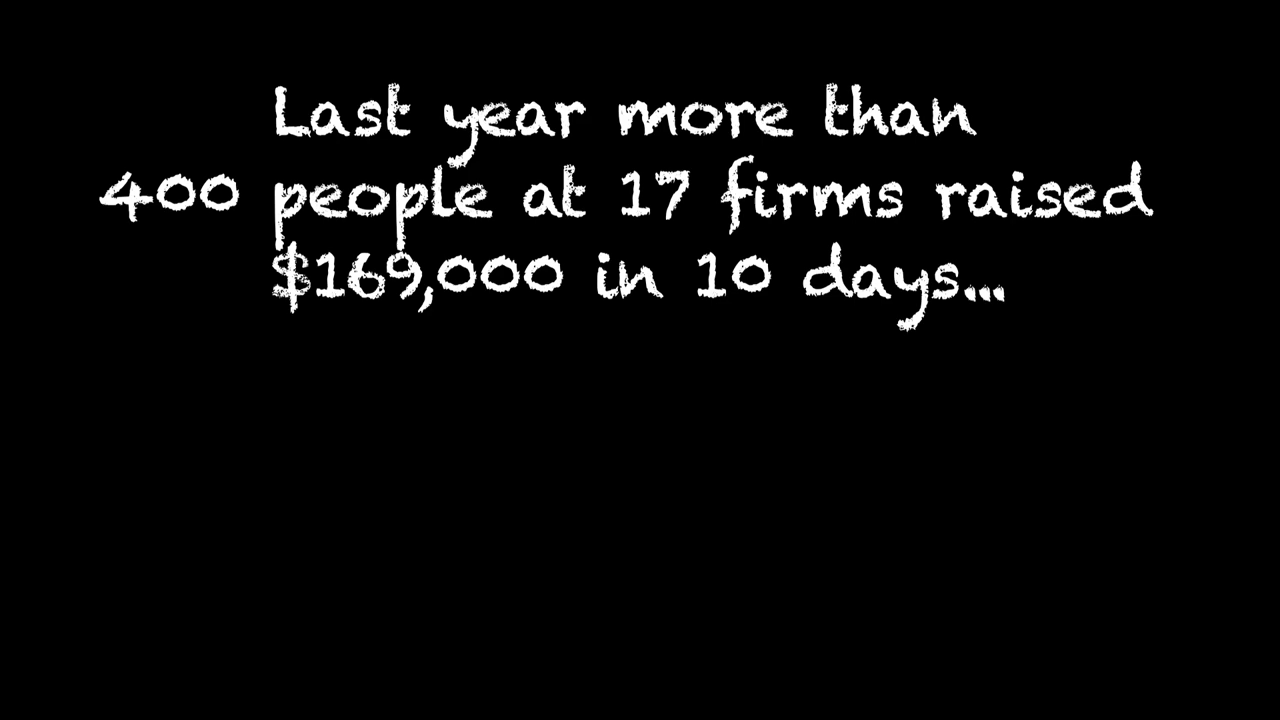 Last year more than
400 people at 17 firms raised
$169,000 in 10 days...